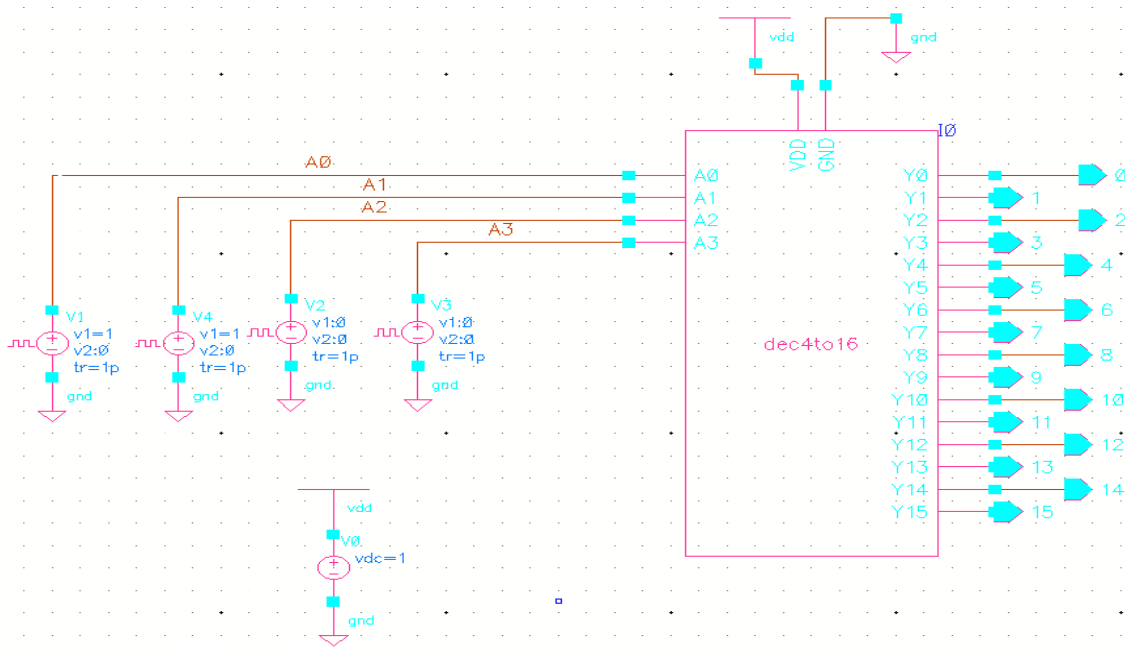 vdd
gnd
I0
VDD
GND
A0
A1
A2
A3
A0
A1
A2
A3
Y0
Y1
Y2
Y3
Y4
Y5
Y6
Y7
Y8
Y9
Y10
Y11
Y12
Y13
Y14
Y15
0
1
2
3
4
5
6
7
8
9
10
11
12
13
14
15
dec4to16
V1
v1=1
v2:0
tr=1p
gnd
V4
v1=1
v2:0
tr=1p
gnd
V2
v1:0
v2:0
tr=1p
gnd
V3
v1:0
v2:0
tr=1p
gnd
vdd
V0
vdc=1
gnd